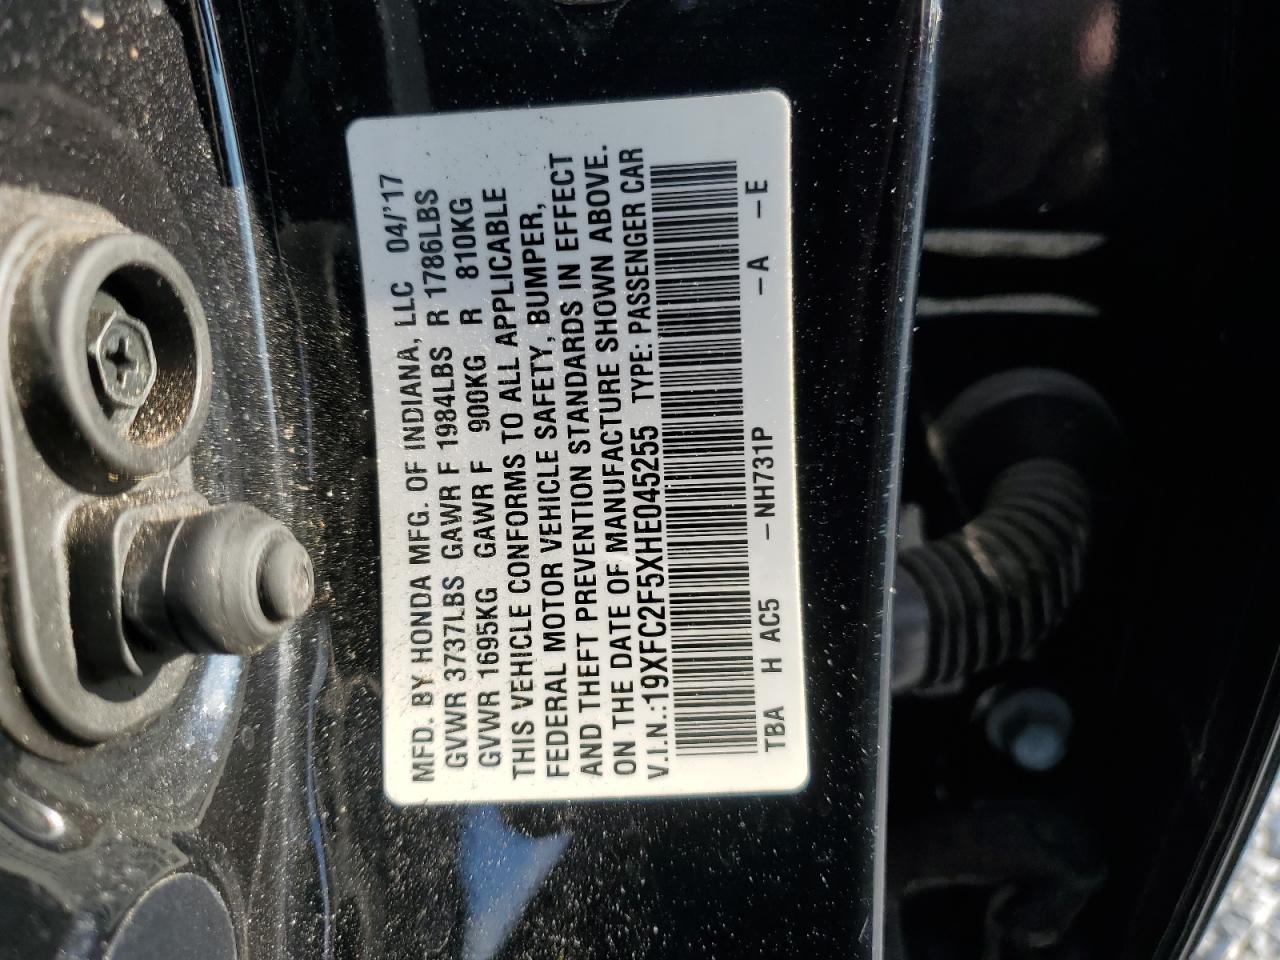 MFD. BY HONDA MFG. OF INDIANA, LLC 04/'17
GVWR 3737LBS GAWR F 1984LBS R 1786LBS
GVWR 1695KG GAWR F 900KG R 810KG
THIS VEHICLE CONFORMS TO ALL APPLICABLE
FEDERAL MOTOR VEHICLE SAFETY, BUMPER,
AND THEFT PREVENTION STANDARDS IN EFFECT
ON THE DATE OF MANUFACTURE SHOWN ABOVE.
V.I.N.:19XFC2F5XHE045255 TYPE: PASSENGER CAR
TBA H AC5 -NH731P -A -E